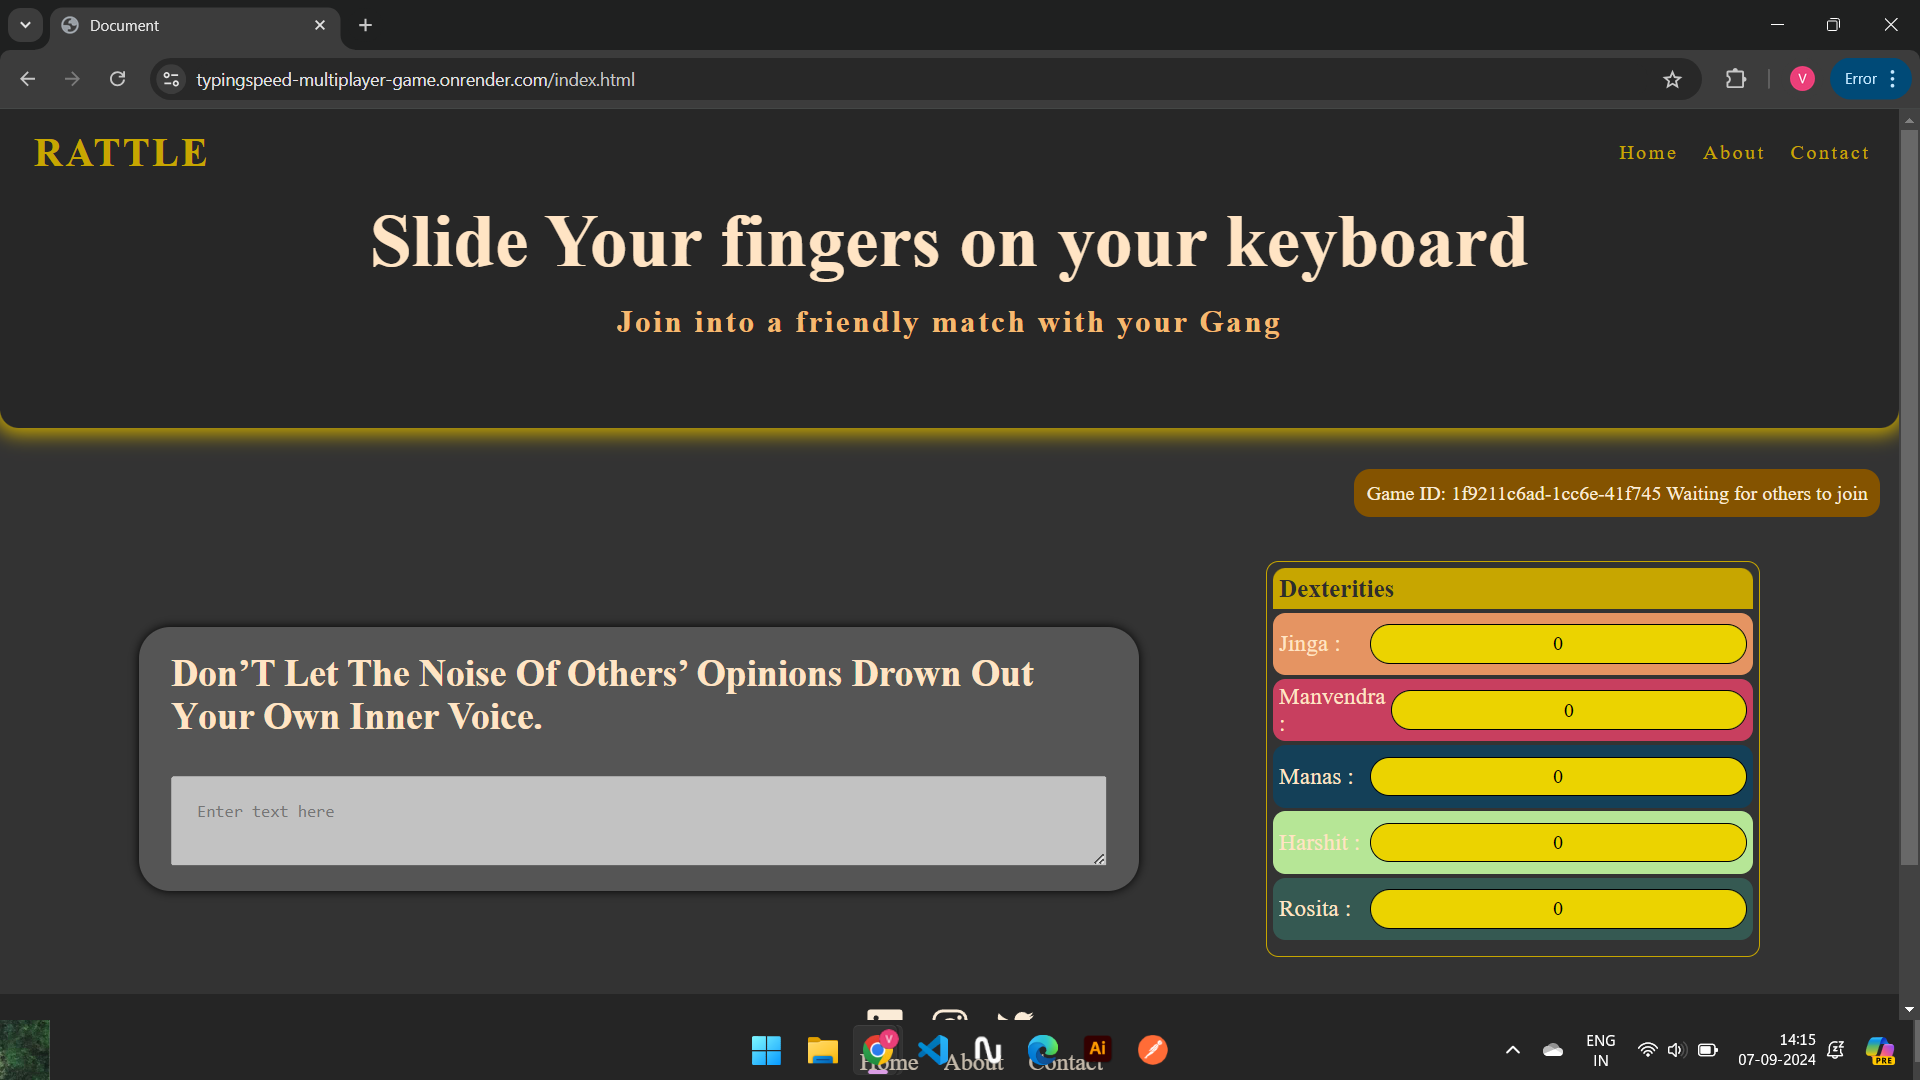 Document
typingspeed-multiplayer-game.onrender.com/index.html
V
Error
RATTLE
Home About Contact
Slide Your fingers on your keyboard
Join into a friendly match with your Gang
Game ID: 1f9211c6ad-1cc6e-41f745 Waiting for others to join
Don’T Let The Noise Of Others’ Opinions Drown Out
Your Own Inner Voice.
Enter text here
Dexterities
Jinga : 0
Manvendra
: 0
Manas : 0
Harshit : 0
Rosita : 0
Home About Contact
V
Ai
ENG
IN
14:15
07-09-2024
PRE